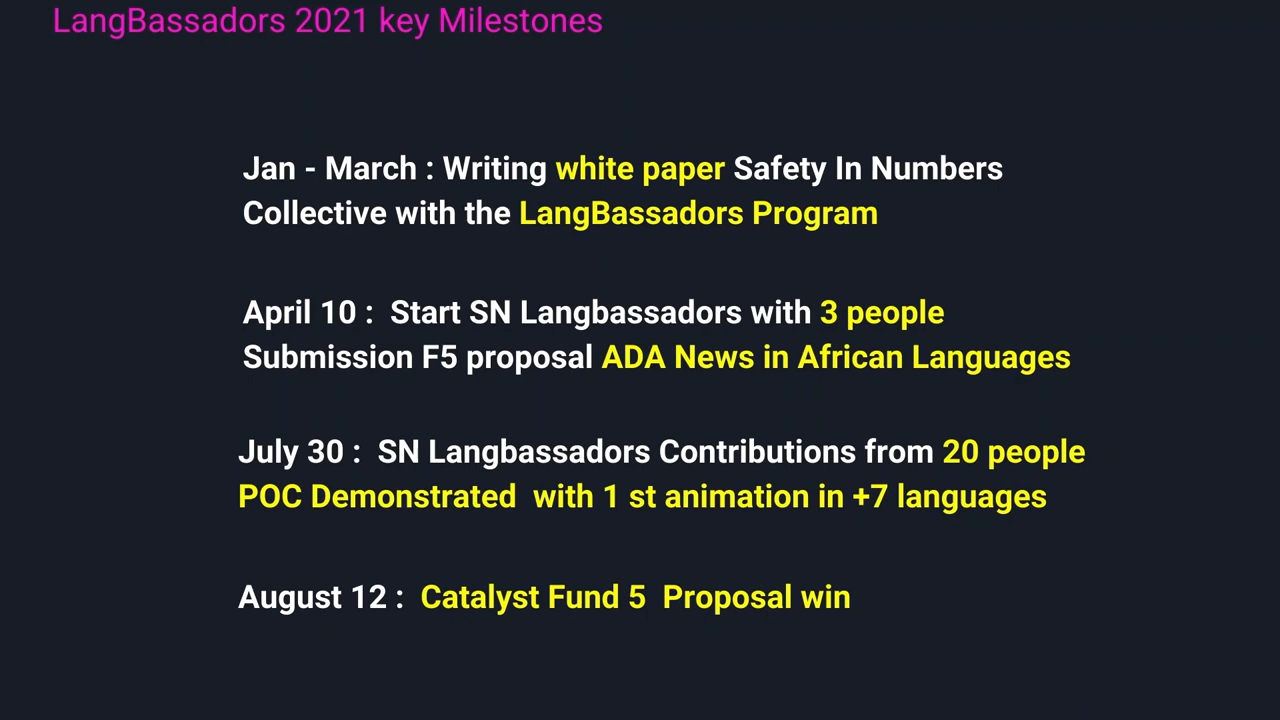 LangBassadors 2021 key Milestones
Jan - March : Writing white paper Safety In Numbers
Collective with the LangBassadors Program
April 10 :  Start SN Langbassadors with 3 people
Submission F5 proposal ADA News in African Languages
July 30 :  SN Langbassadors Contributions from 20 people
POC Demonstrated  with 1 st animation in +7 languages
August 12 :  Catalyst Fund 5  Proposal win